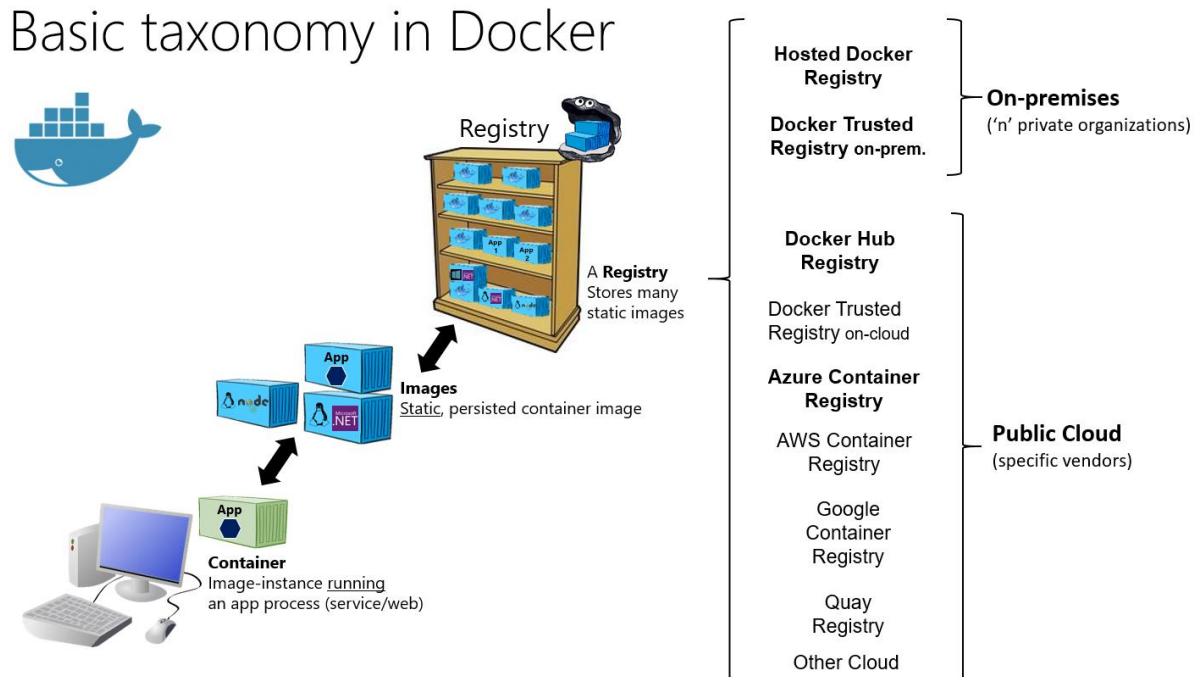 Basic taxonomy in Docker
Registry
App
1
App
2
.NET
node
A Registry
Stores many
static images
App
Images
Static, persisted container image
node
Microsoft
.NET
App
Container
Image-instance running
an app process (service/web)
Hosted Docker
Registry
Docker Trusted
Registry on-prem.
On-premises
(‘n’ private organizations)
Docker Hub
Registry
Docker Trusted
Registry on-cloud
Azure Container
Registry
AWS Container
Registry
Google
Container
Registry
Quay
Registry
Other Cloud
Public Cloud
(specific vendors)